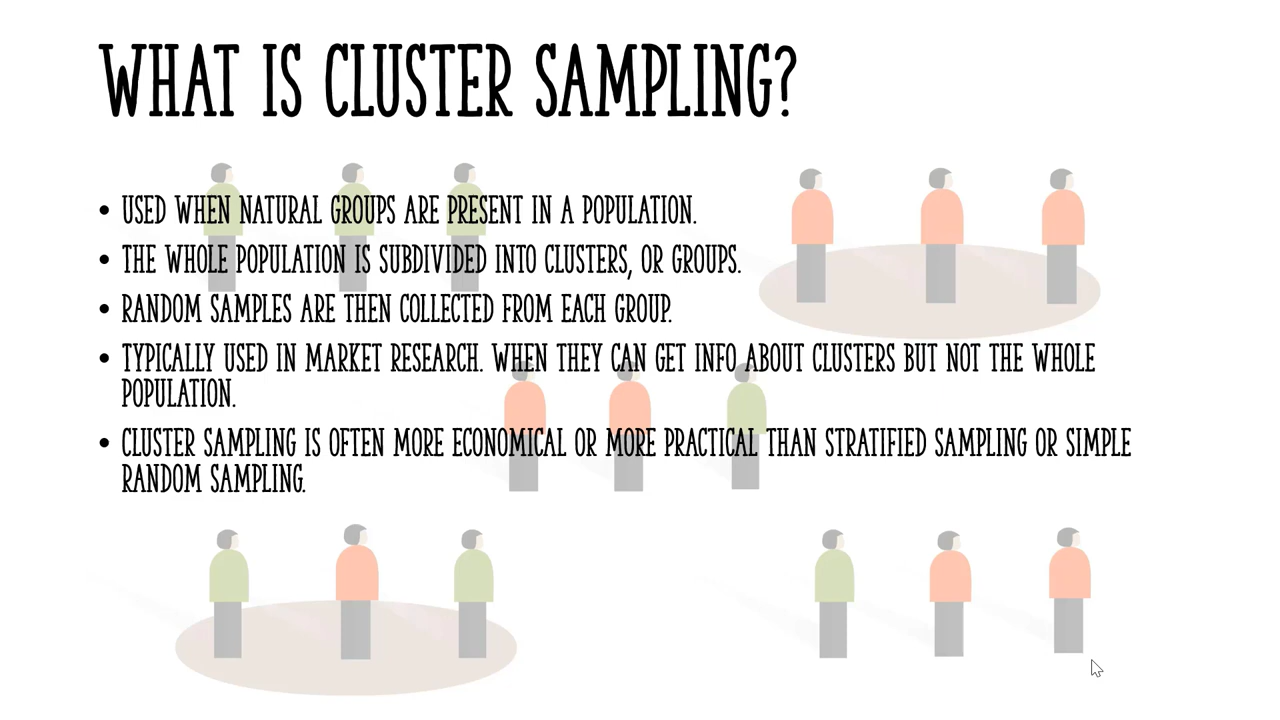 WHAT IS CLUSTER SAMPLING?
• USED WHEN NATURAL GROUPS ARE PRESENT IN A POPULATION.
• THE WHOLE POPULATION IS SUBDIVIDED INTO CLUSTERS, OR GROUPS.
• RANDOM SAMPLES ARE THEN COLLECTED FROM EACH GROUP.
• TYPICALLY USED IN MARKET RESEARCH. WHEN THEY CAN GET INFO ABOUT CLUSTERS BUT NOT THE WHOLE
POPULATION.
• CLUSTER SAMPLING IS OFTEN MORE ECONOMICAL OR MORE PRACTICAL THAN STRATIFIED SAMPLING OR SIMPLE
RANDOM SAMPLING.